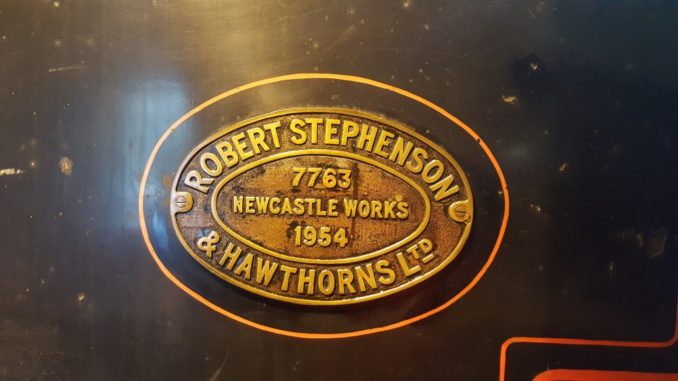 ROBERT STEPHENSON
7763
NEWCASTLE WORKS
1954
& HAWTHORNS LTD